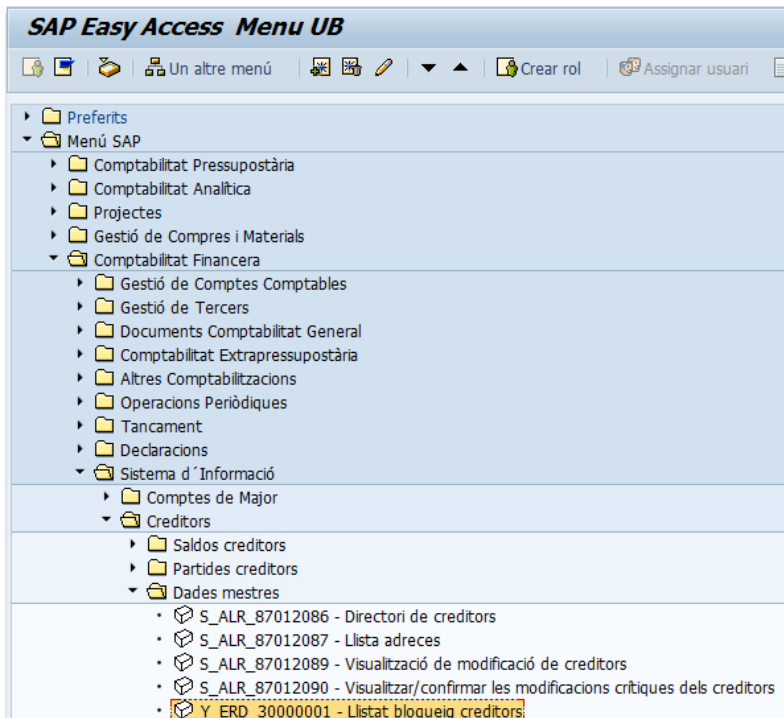 SAP Easy Access Menu UB
Un altre menú Crear rol Assignar usuari
Preferits
Menú SAP
Comptabilitat Pressupostària
Comptabilitat Analítica
Projectes
Gestió de Compres i Materials
Comptabilitat Financera
Gestió de Comptes Comptables
Gestió de Tercers
Documents Comptabilitat General
Comptabilitat Extrapressupostària
Altres Comptabilitzacions
Operacions Periòdiques
Tancament
Declaracions
Sistema d´Informació
Comptes de Major
Creditors
Saldos creditors
Partides creditors
Dades mestres
S_ALR_87012086 - Directori de creditors
S_ALR_87012087 - Llista adreces
S_ALR_87012089 - Visualització de modificació de creditors
S_ALR_87012090 - Visualitzar/confirmar les modificacions crítiques dels creditors
Y_ERD_30000001 - Llistat bloqueig creditors